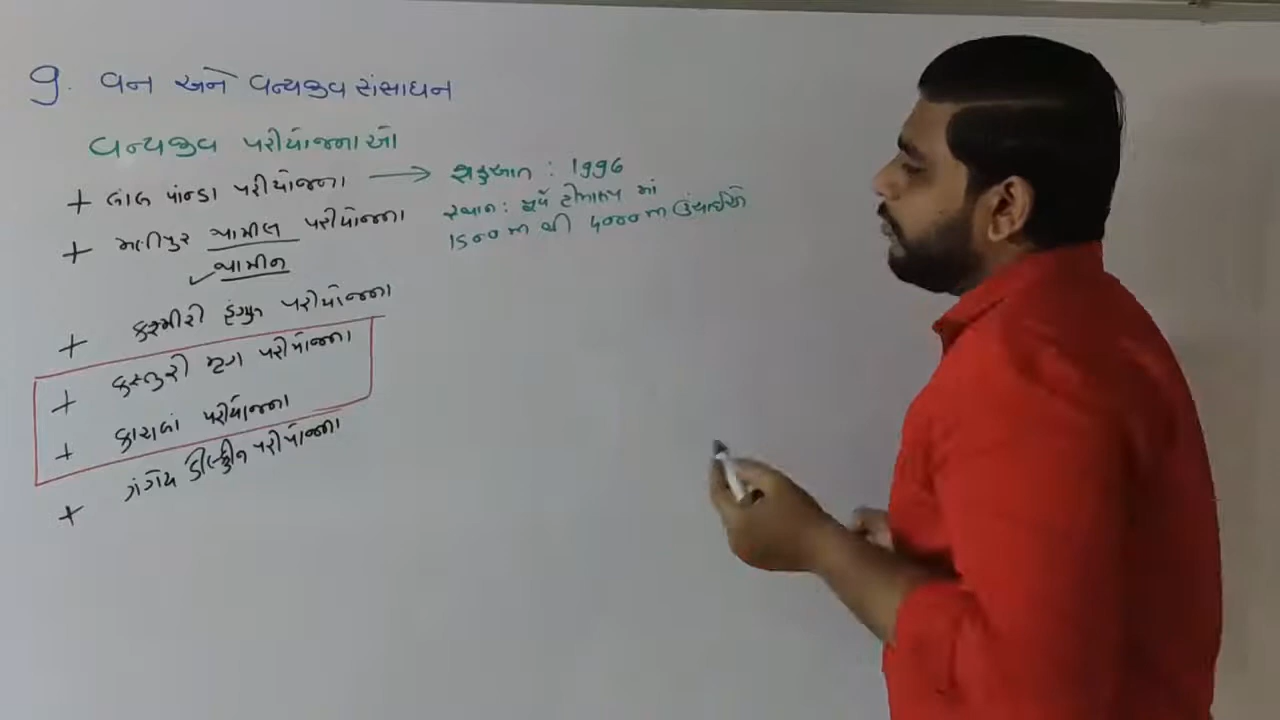 9. વન અને વન્યજીવ સંસાધન
વન્યજીવ પરીયોજનાઓ
+ લાલ પાન્ડા પરીયોજના → શરુઆત : 1996
સ્થાન : પૂર્વ હીમાલય માં
1500 m થી 4000 m ઉંચાઈએ
+ મણીપુર થામીલ પરીયોજના
✓ થામીન
+ કશ્મીરી હંગુલ પરીયોજના
+ કસ્તુરી મૃગ પરીયોજના
+ કાચબાં પરીયોજના
+ ગંગેય ડોલ્ફીન પરીયોજના